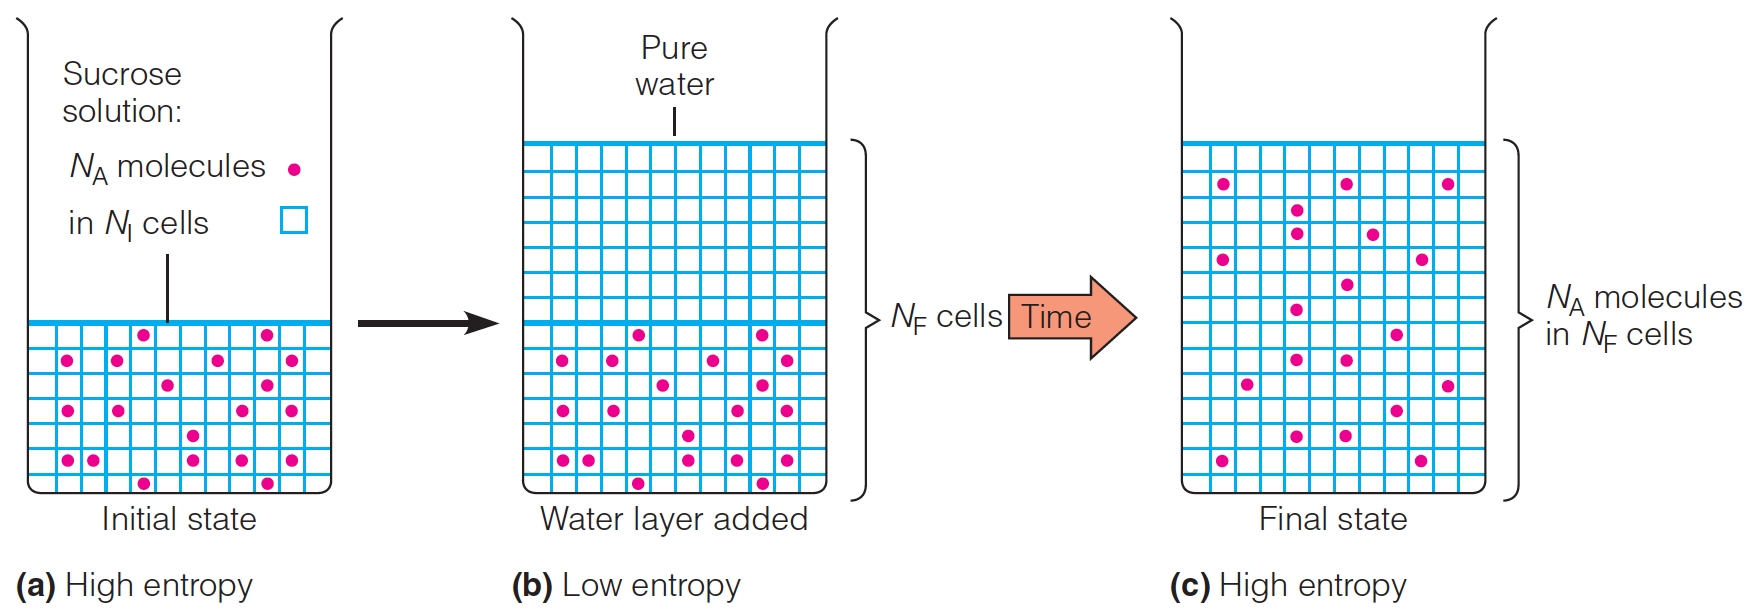 Sucrose
solution:
N_A molecules
in N_I cells
Initial state
(a) High entropy
Pure
water
N_F cells
Water layer added
(b) Low entropy
Time
N_A molecules
in N_F cells
Final state
(c) High entropy